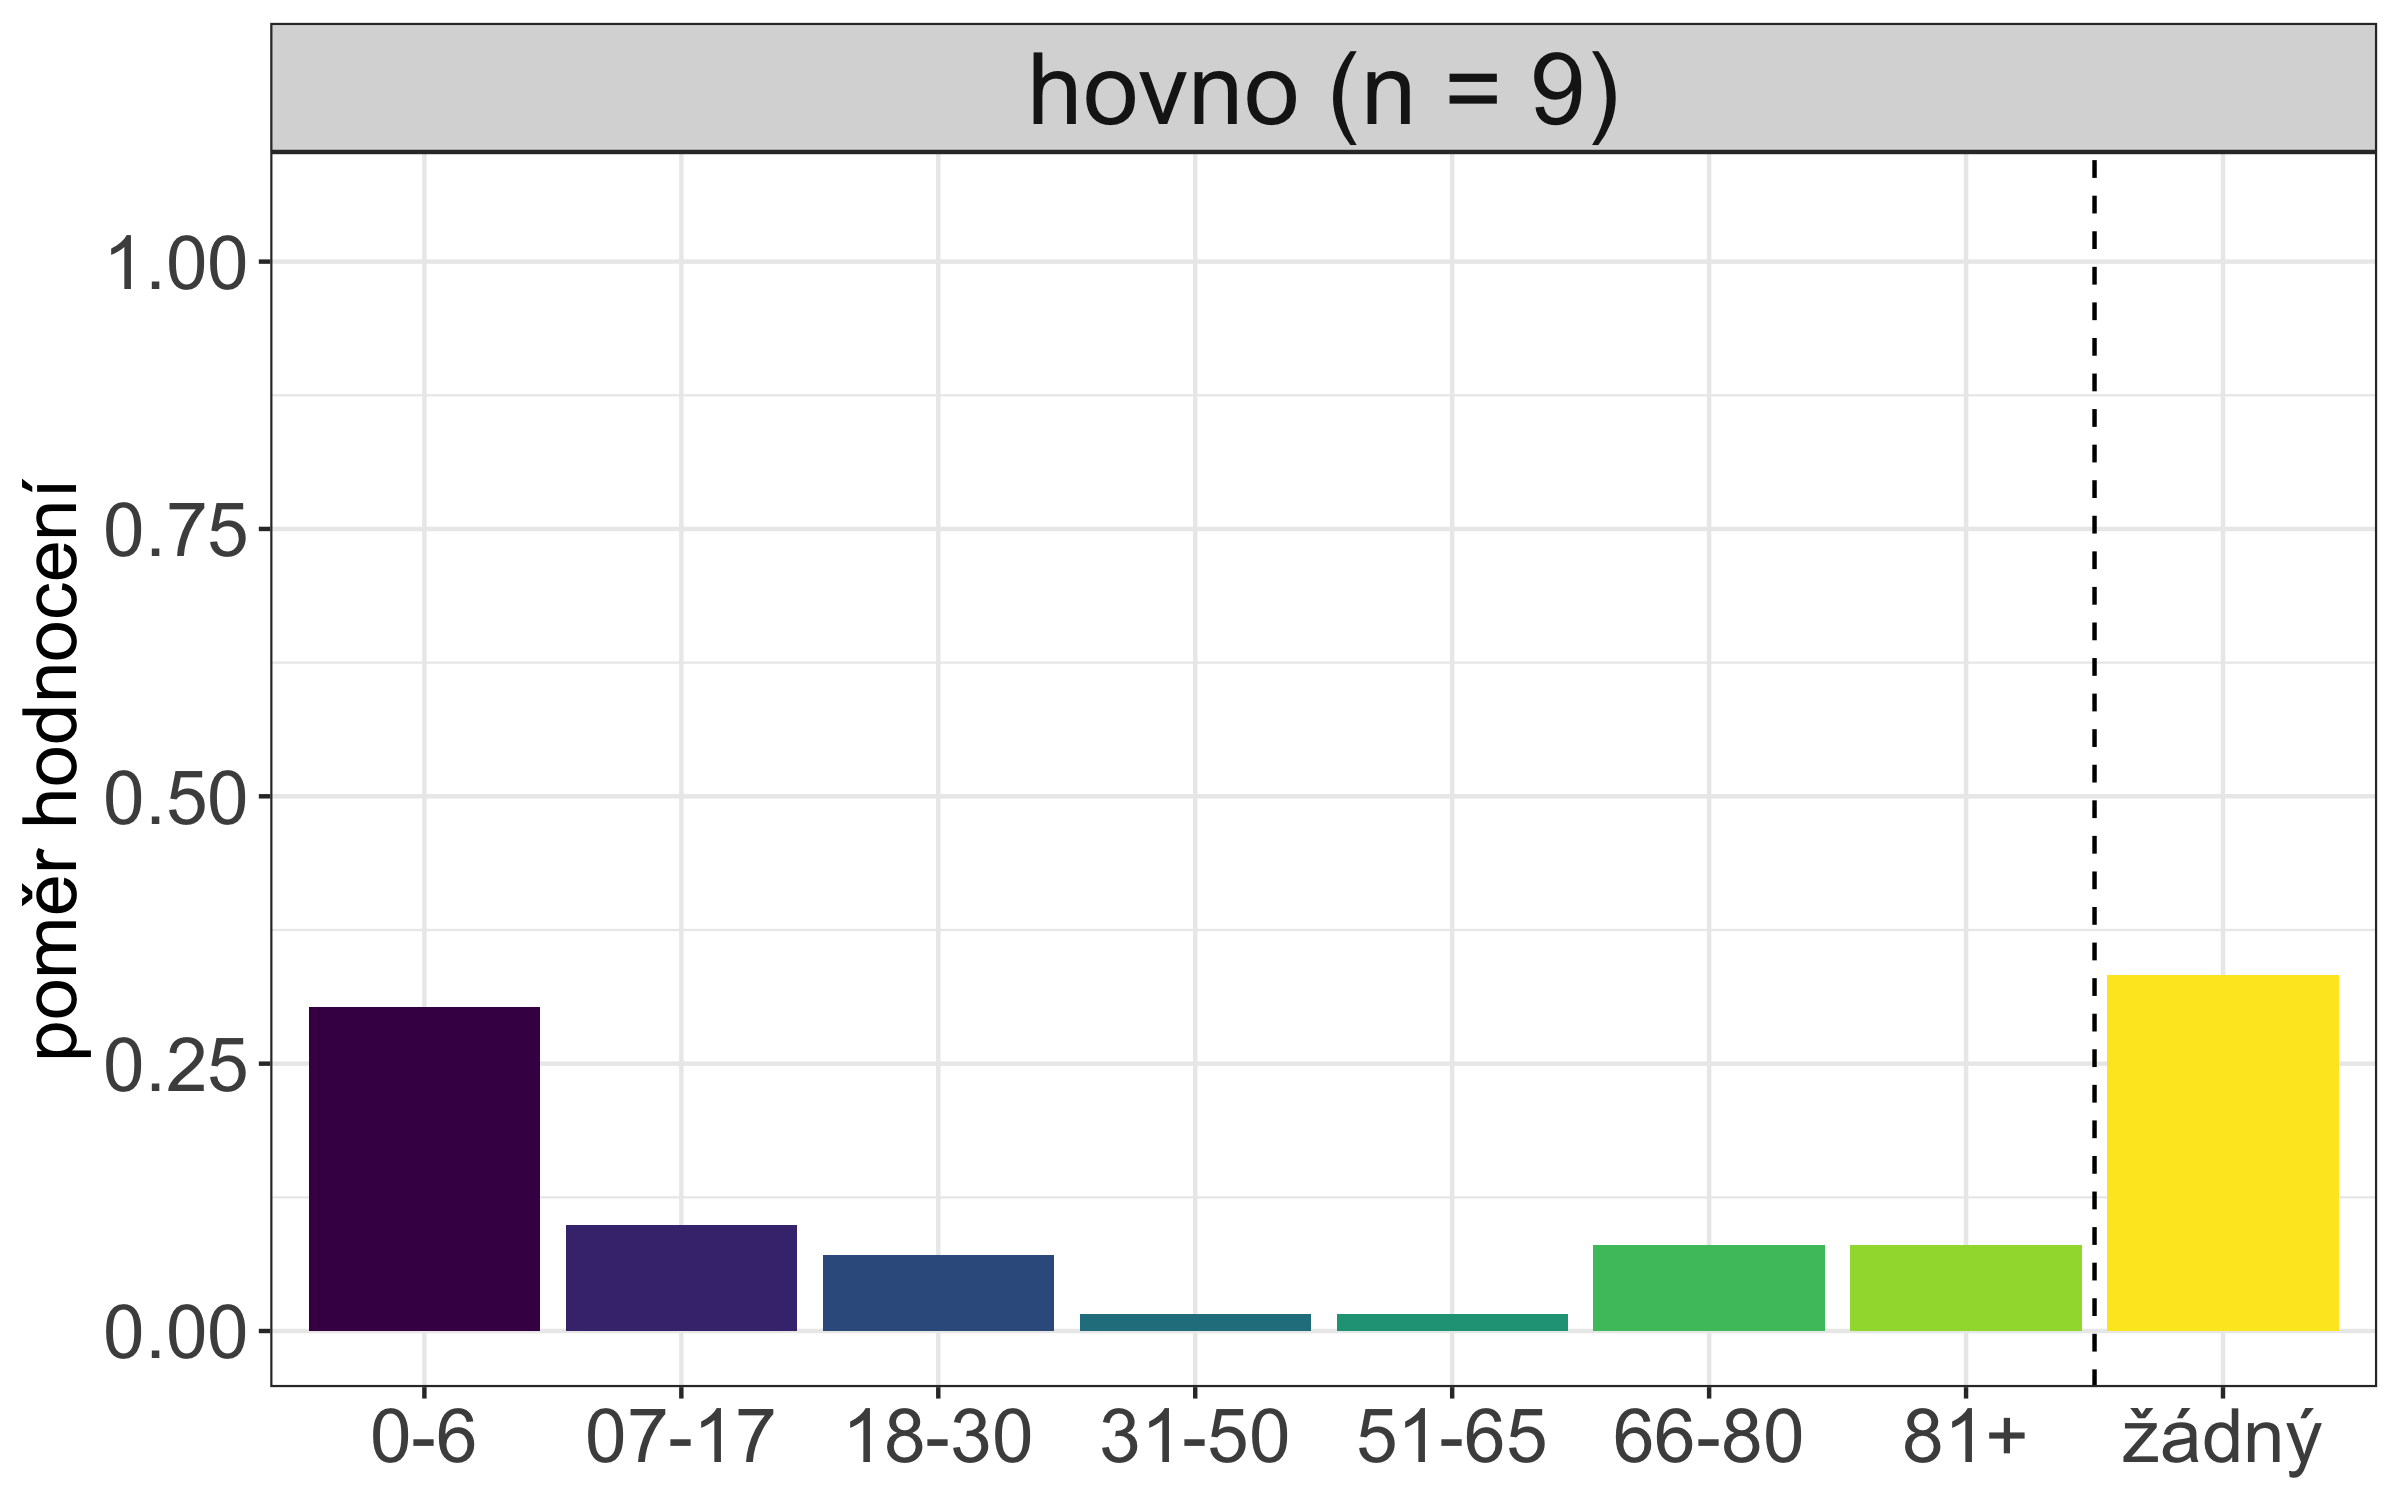 hovno (n = 9)
poměr hodnocení
1.00
0.75
0.50
0.25
0.00
0-6 07-17 18-30 31-50 51-65 66-80 81+ žádný